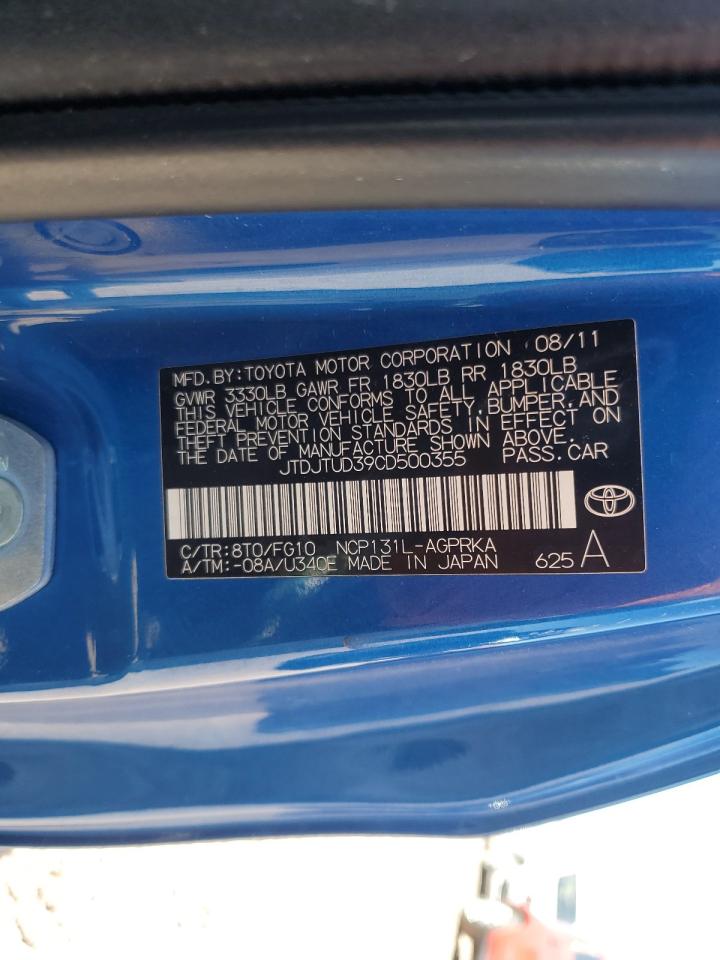 MFD.BY:TOYOTA MOTOR CORPORATION 08/11
GVWR 3330LB GAWR FR 1830LB RR 1830LB
THIS VEHICLE CONFORMS TO ALL APPLICABLE
FEDERAL MOTOR VEHICLE SAFETY,BUMPER,AND
THEFT PREVENTION STANDARDS IN EFFECT ON
THE DATE OF MANUFACTURE SHOWN ABOVE.
JTDJTUD39CD500355 PASS.CAR
C/TR:8T0/FG10 NCP131L-AGPRKA
A/TM:-08A/U340E MADE IN JAPAN 625 A